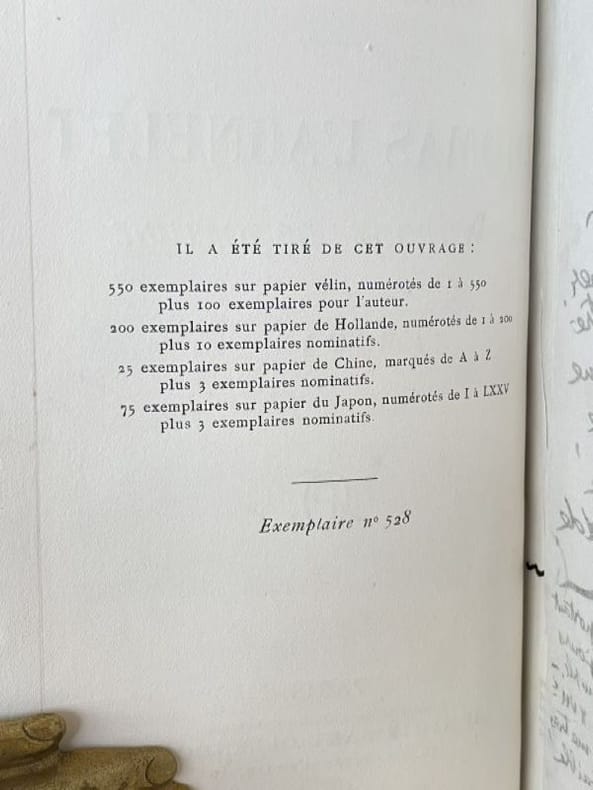 IL A ÉTÉ TIRÉ DE CET OUVRAGE :
550 exemplaires sur papier vélin, numérotés de 1 à 550
plus 100 exemplaires pour l'auteur.
200 exemplaires sur papier de Hollande, numérotés de 1 à 200
plus 10 exemplaires nominatifs.
25 exemplaires sur papier de Chine, marqués de A à Z
plus 3 exemplaires nominatifs.
75 exemplaires sur papier du Japon, numérotés de I à LXXV
plus 3 exemplaires nominatifs.
Exemplaire nº 528